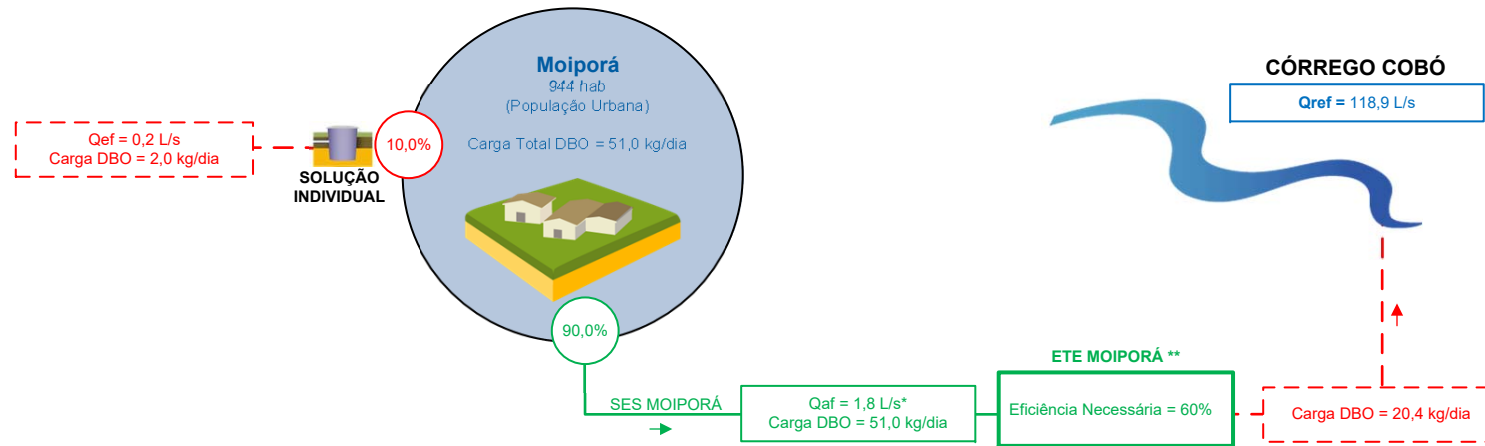 Moiporá
944 hab
(População Urbana)
Carga Total DBO = 51,0 kg/dia
Qef = 0,2 L/s
Carga DBO = 2,0 kg/dia
SOLUÇÃO
INDIVIDUAL
10,0%
90,0%
SES MOIPORÁ
Qaf = 1,8 L/s*
Carga DBO = 51,0 kg/dia
ETE MOIPORÁ **
Eficiência Necessária = 60%
Carga DBO = 20,4 kg/dia
CÓRREGO COBÓ
Qref = 118,9 L/s